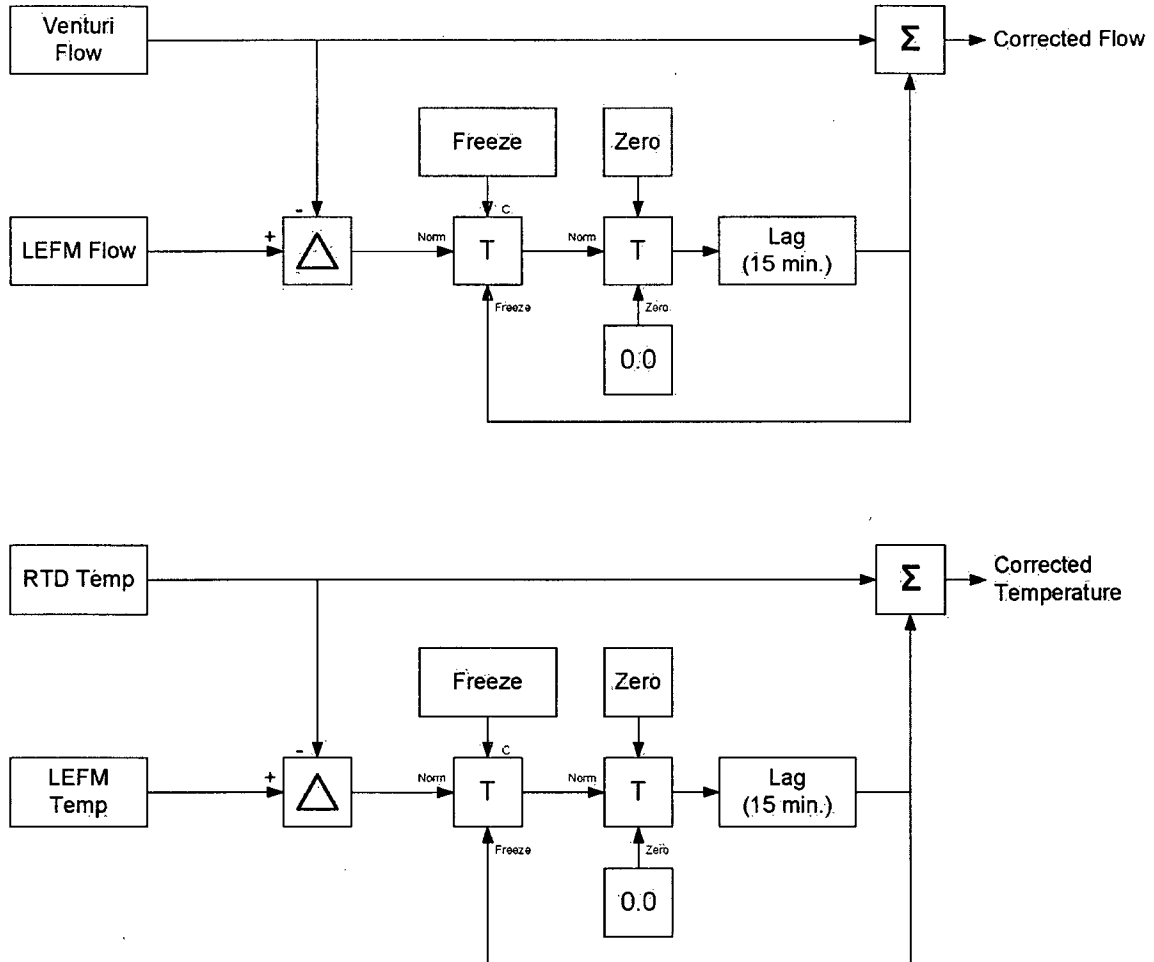 Venturi
Flow
Σ
Corrected Flow
Freeze
Zero
-
C
LEFM Flow
+
△
Norm
T
Norm
T
Lag
(15 min.)
Freeze
Zero
0.0
RTD Temp
Σ
Corrected
Temperature
Freeze
Zero
-
C
LEFM
Temp
+
△
Norm
T
Norm
T
Lag
(15 min.)
Freeze
Zero
0.0